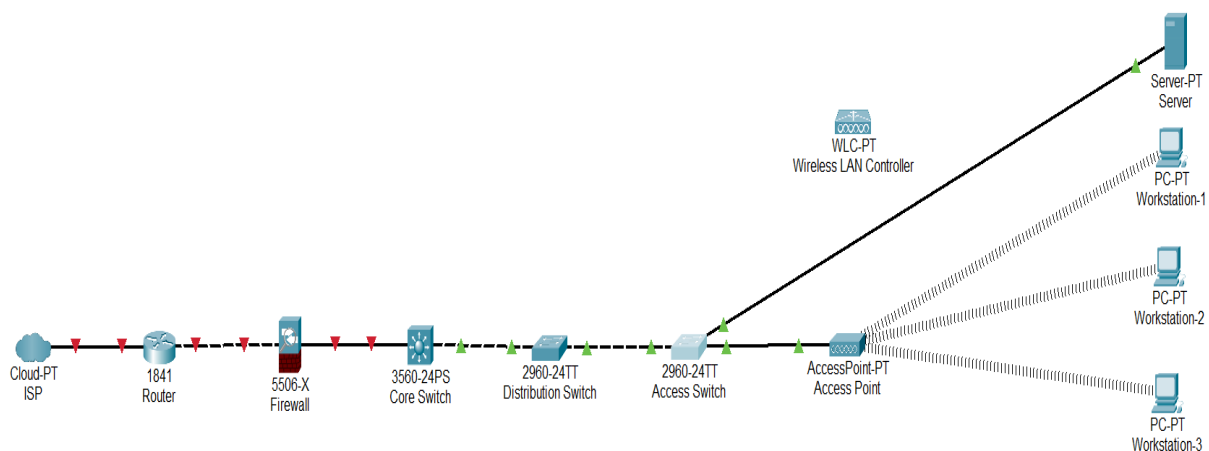 Server-PT
Server
WLC-PT
Wireless LAN Controller
PC-PT
Workstation-1
PC-PT
Workstation-2
Cloud-PT
ISP
1841
Router
5506-X
Firewall
3560-24PS
Core Switch
2960-24TT
Distribution Switch
2960-24TT
Access Switch
AccessPoint-PT
Access Point
PC-PT
Workstation-3